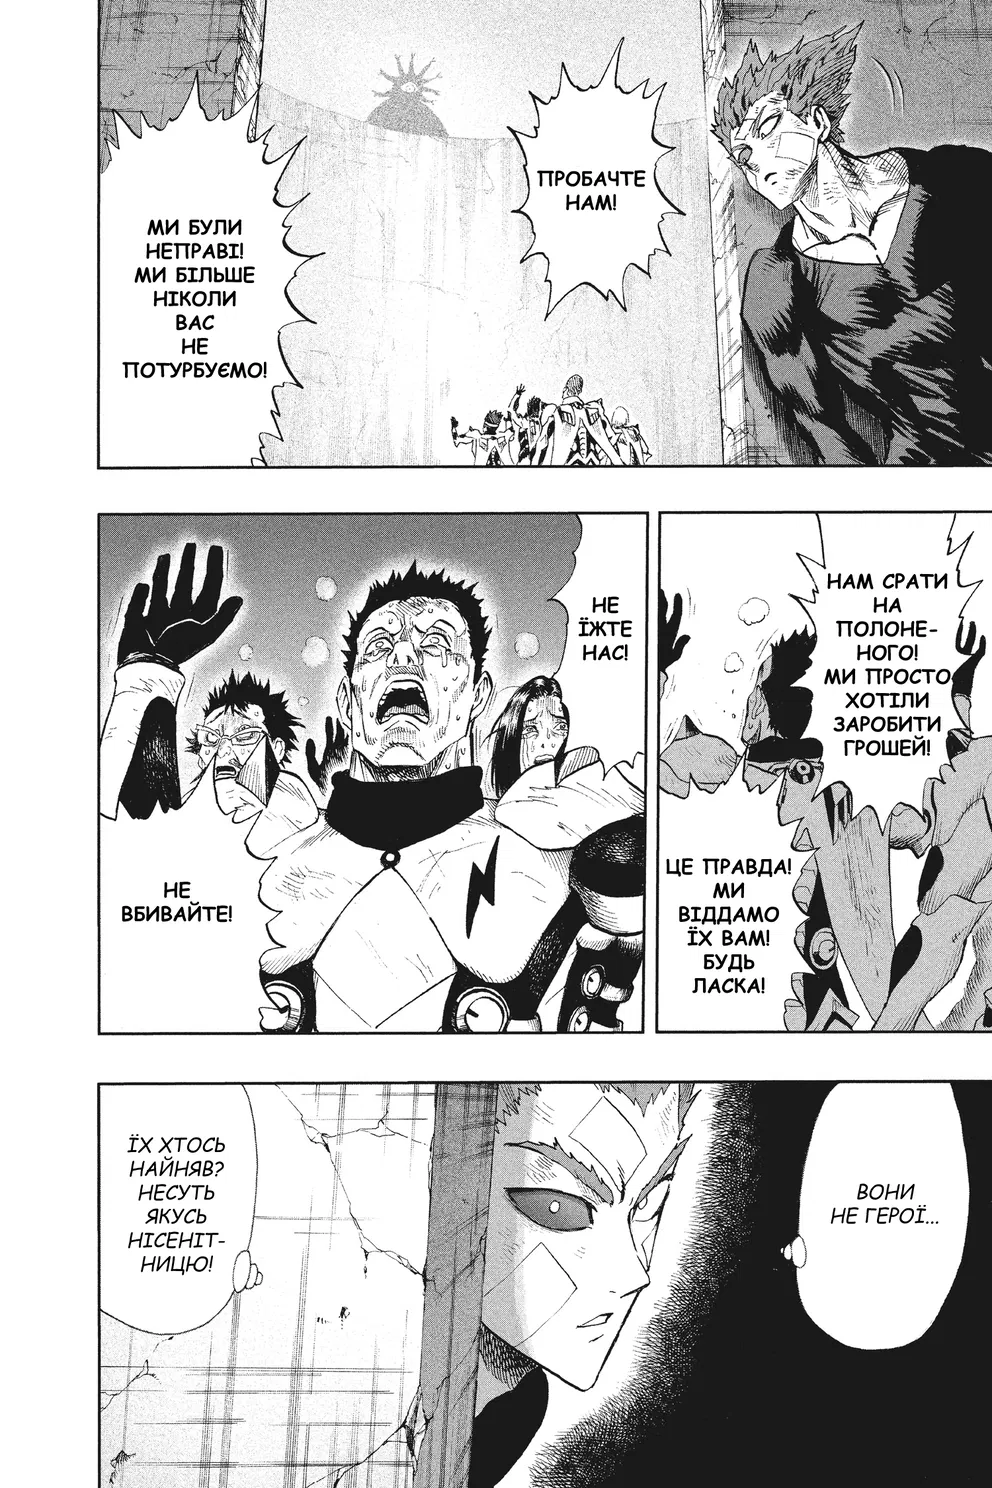 ПРОБАЧТЕ
НАМ!
МИ БУЛИ
НЕПРАВІ!
МИ БІЛЬШЕ
НІКОЛИ
ВАС
НЕ
ПОТУРБУЄМО!
НАМ СРАТИ
НА
ПОЛОНЕ-
НОГО!
МИ ПРОСТО
ХОТІЛИ
ЗАРОБИТИ
ГРОШЕЙ!
ЦЕ ПРАВДА!
МИ
ВІДДАМО
ЇХ ВАМ!
БУДЬ
ЛАСКА!
НЕ
ЇЖТЕ
НАС!
НЕ
ВБИВАЙТЕ!
ВОНИ
НЕ ГЕРОЇ...
ЇХ ХТОСЬ
НАЙНЯВ?
НЕСУТЬ
ЯКУСЬ
НІСЕНІТ-
НИЦЮ!